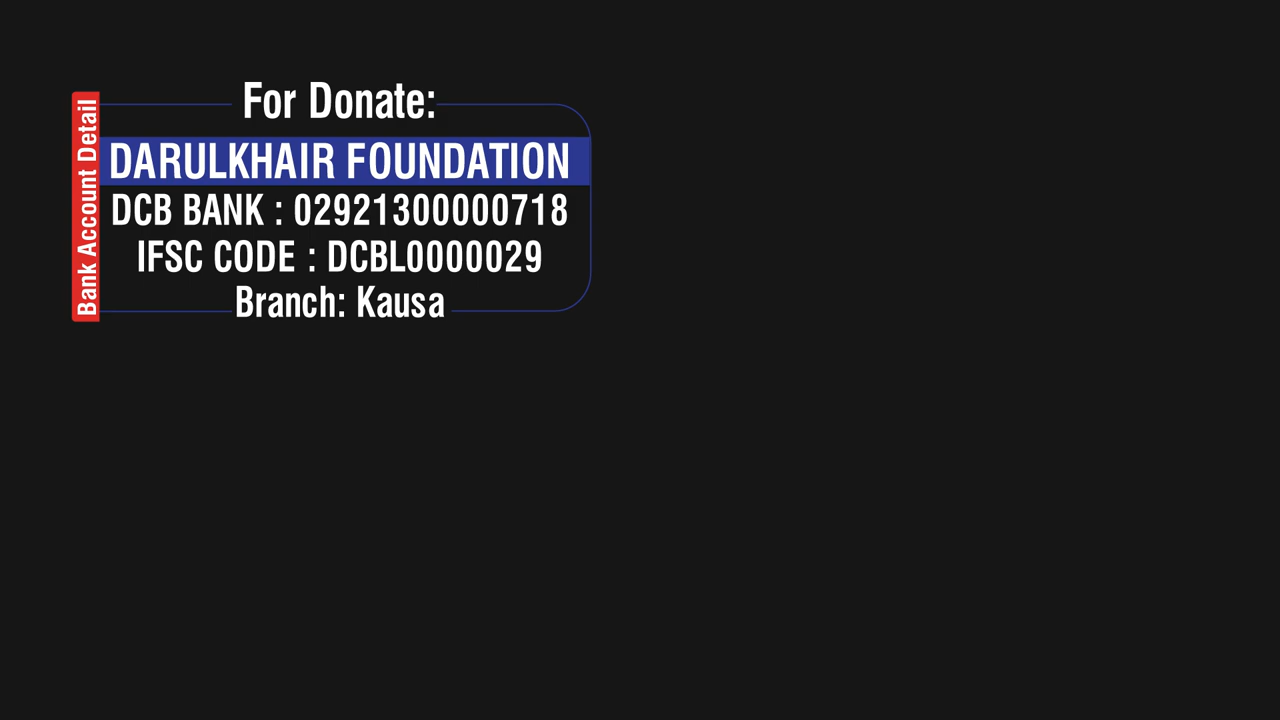 For Donate:
Bank Account Detail
DARULKHAIR FOUNDATION
DCB BANK : 02921300000718
IFSC CODE : DCBL0000029
Branch: Kausa